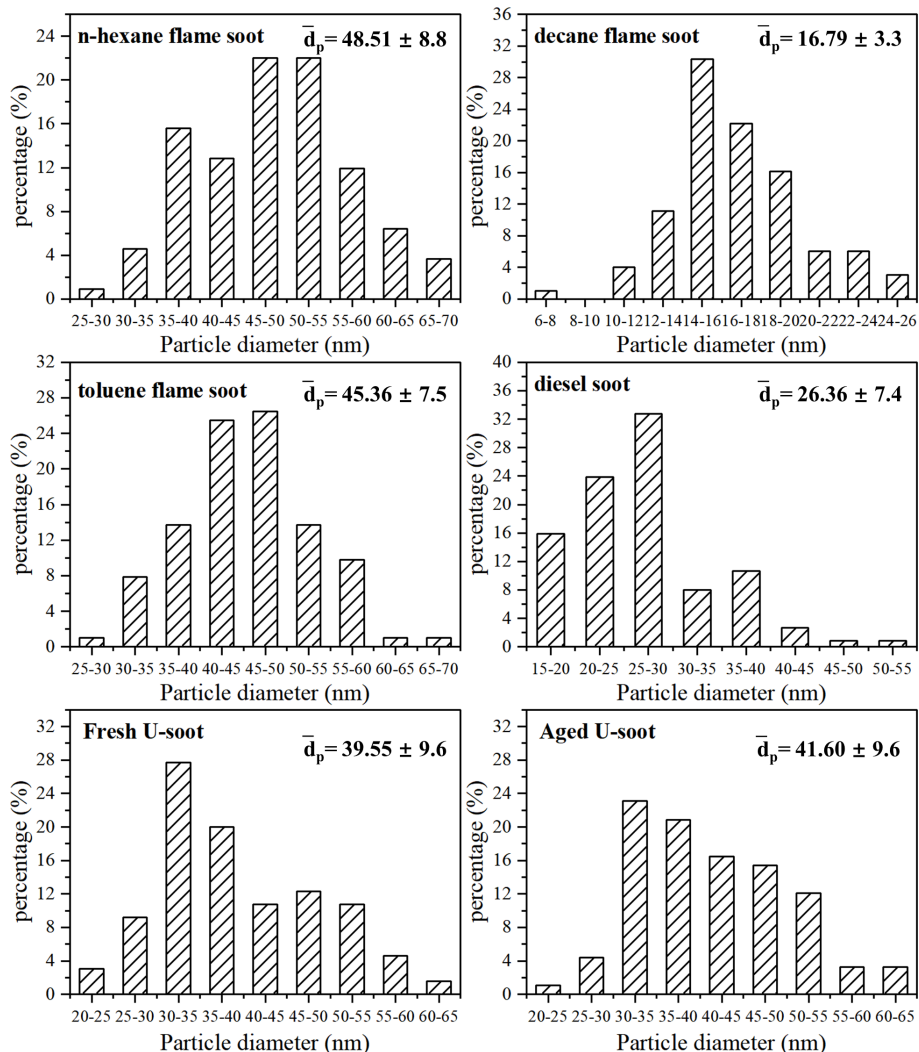 n-hexane flame soot
d̄p= 48.51 ± 8.8
percentage (%)
24
20
16
12
8
4
0
25-30 30-35 35-40 40-45 45-50 50-55 55-60 60-65 65-70
Particle diameter (nm)
decane flame soot
d̄p= 16.79 ± 3.3
percentage (%)
36
32
28
24
20
16
12
8
4
0
6-8 8-10 10-12 12-14 14-16 16-18 18-20 20-22 22-24 24-26
Particle diameter (nm)
toluene flame soot
d̄p= 45.36 ± 7.5
percentage (%)
32
28
24
20
16
12
8
4
0
25-30 30-35 35-40 40-45 45-50 50-55 55-60 60-65 65-70
Particle diameter (nm)
diesel soot
d̄p= 26.36 ± 7.4
percentage (%)
40
36
32
28
24
20
16
12
8
4
0
15-20 20-25 25-30 30-35 35-40 40-45 45-50 50-55
Particle diameter (nm)
Fresh U-soot
d̄p= 39.55 ± 9.6
percentage (%)
32
28
24
20
16
12
8
4
0
20-25 25-30 30-35 35-40 40-45 45-50 50-55 55-60 60-65
Particle diameter (nm)
Aged U-soot
d̄p= 41.60 ± 9.6
percentage (%)
32
28
24
20
16
12
8
4
0
20-25 25-30 30-35 35-40 40-45 45-50 50-55 55-60 60-65
Particle diameter (nm)